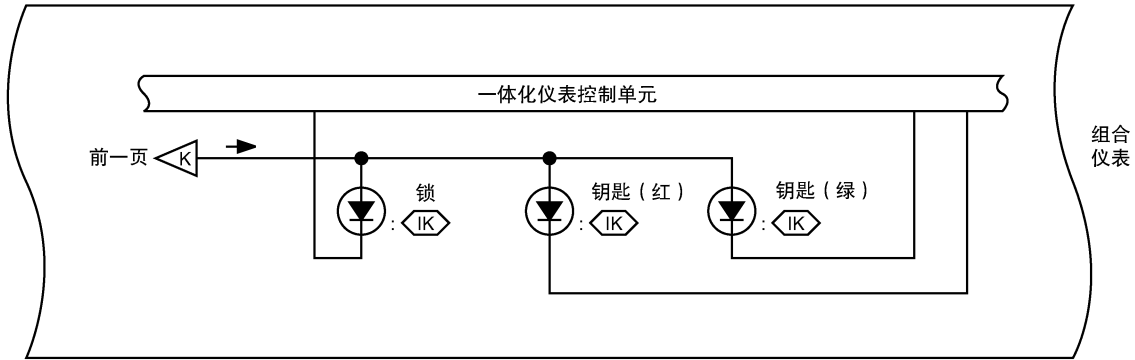 一体化仪表控制单元
组合
仪表
前一页 K
锁
: IK
钥匙（红）
: IK
钥匙（绿）
: IK